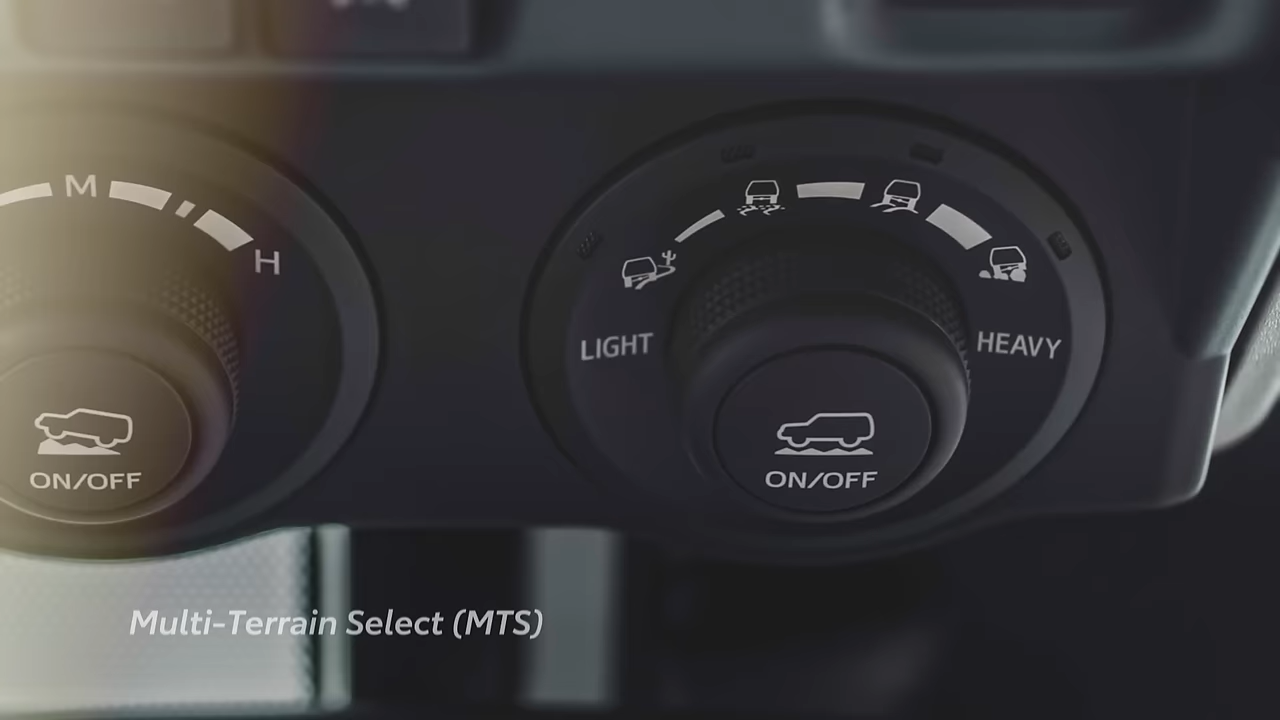 M
H
LIGHT
HEAVY
ON/OFF
ON/OFF
Multi-Terrain Select (MTS)